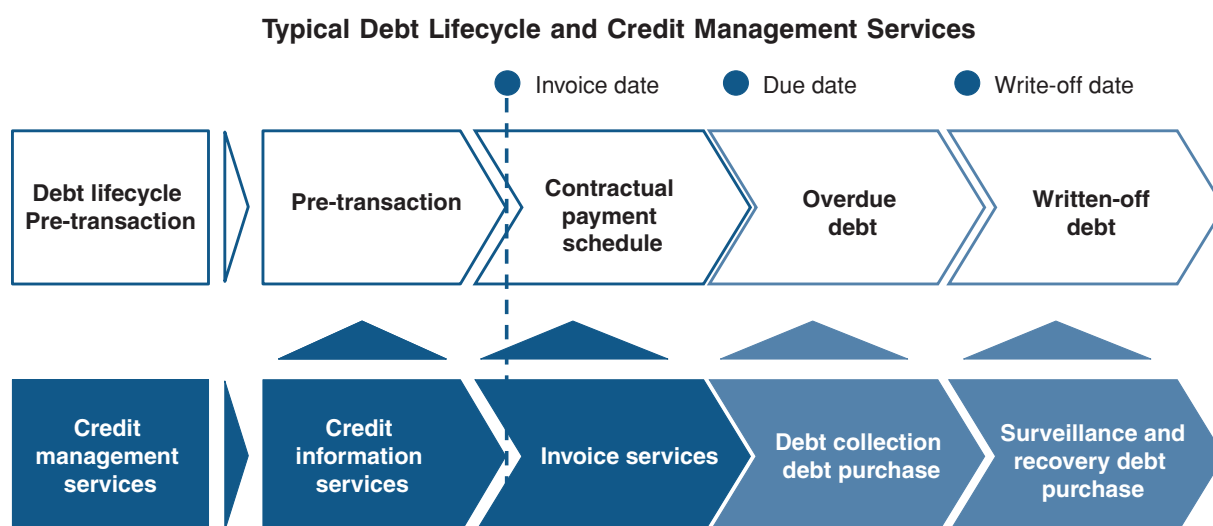 Typical Debt Lifecycle and Credit Management Services
Invoice date
Due date
Write-off date
Debt lifecycle
Pre-transaction
Pre-transaction
Contractual
payment
schedule
Overdue
debt
Written-off
debt
Credit
management
services
Credit
information
services
Invoice services
Debt collection
debt purchase
Surveillance and
recovery debt
purchase